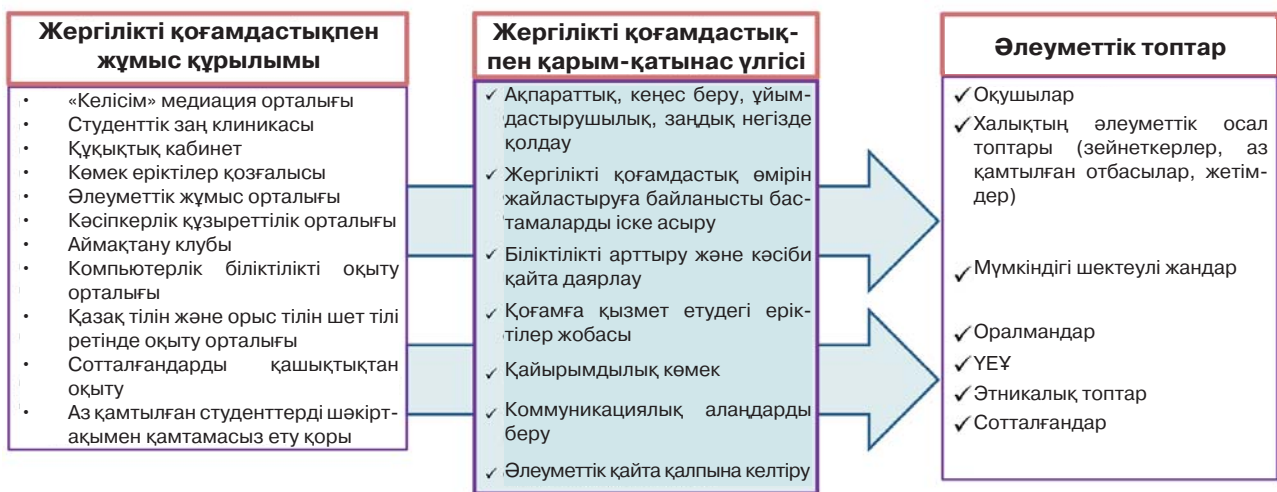 Жергілікті қоғамдастықпен
жұмыс құрылымы
• «Келісім» медиация орталығы
• Студенттік заң клиникасы
• Құқықтық кабинет
• Көмек еріктілер қозғалысы
• Әлеуметтік жұмыс орталығы
• Кәсіпкерлік құзыреттілік орталығы
• Аймақтану клубы
• Компьютерлік біліктілікті оқыту
орталығы
• Қазақ тілін және орыс тілін шет тілі
ретінде оқыту орталығы
• Сотталғандарды қашықтықтан
оқыту
• Аз қамтылған студенттерді шәкірт-
ақымен қамтамасыз ету қоры
Жергілікті қоғамдастық-
пен қарым-қатынас үлгісі
✓ Ақпараттық, кеңес беру, ұйым-
дастырушылық, заңдық негізде
қолдау
✓ Жергілікті қоғамдастық өмірін
жайластыруға байланысты бас-
тамаларды іске асыру
✓ Біліктілікті арттыру және кәсіби
қайта даярлау
✓ Қоғамға қызмет етудегі ерік-
тілер жобасы
✓ Қайырымдылық көмек
✓ Коммуникациялық алаңдарды
беру
✓ Әлеуметтік қайта қалпына келтіру
Әлеуметтік топтар
✓ Оқушылар
✓ Халықтың әлеуметтік осал
топтары (зейнеткерлер, аз
қамтылған отбасылар, жетім-
дер)
✓ Мүмкіндігі шектеулі жандар
✓ Оралмандар
✓ ҮЕҰ
✓ Этникалық топтар
✓ Сотталғандар